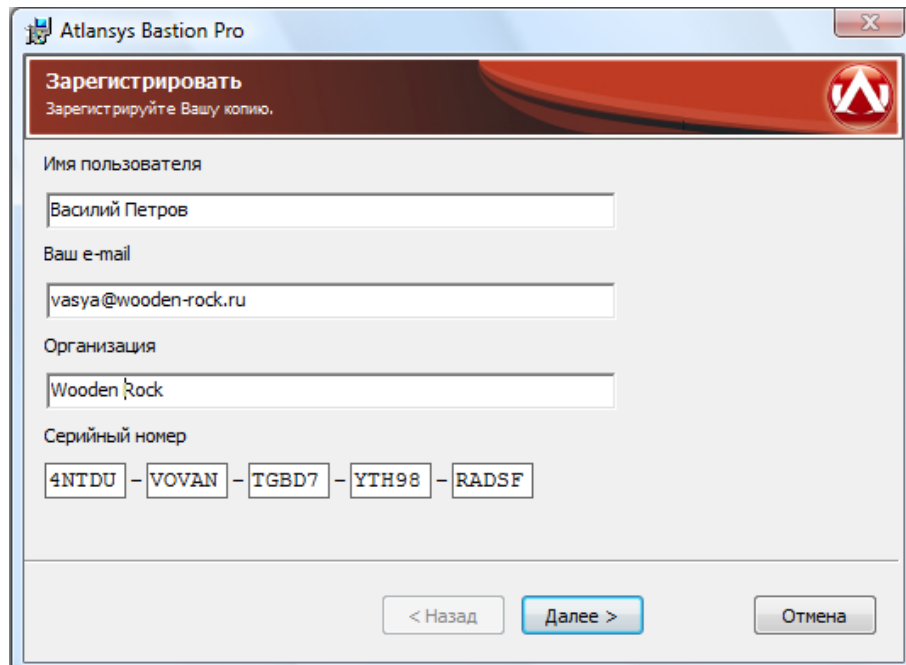 Atlansys Bastion Pro
Зарегистрировать
Зарегистрируйте Вашу копию.
Имя пользователя
Василий Петров
Ваш e-mail
vasya@wooden-rock.ru
Организация
Wooden Rock
Серийный номер
4NTDU - VOVAN - TGBD7 - YTH98 - RADSF
< Назад Далее > Отмена